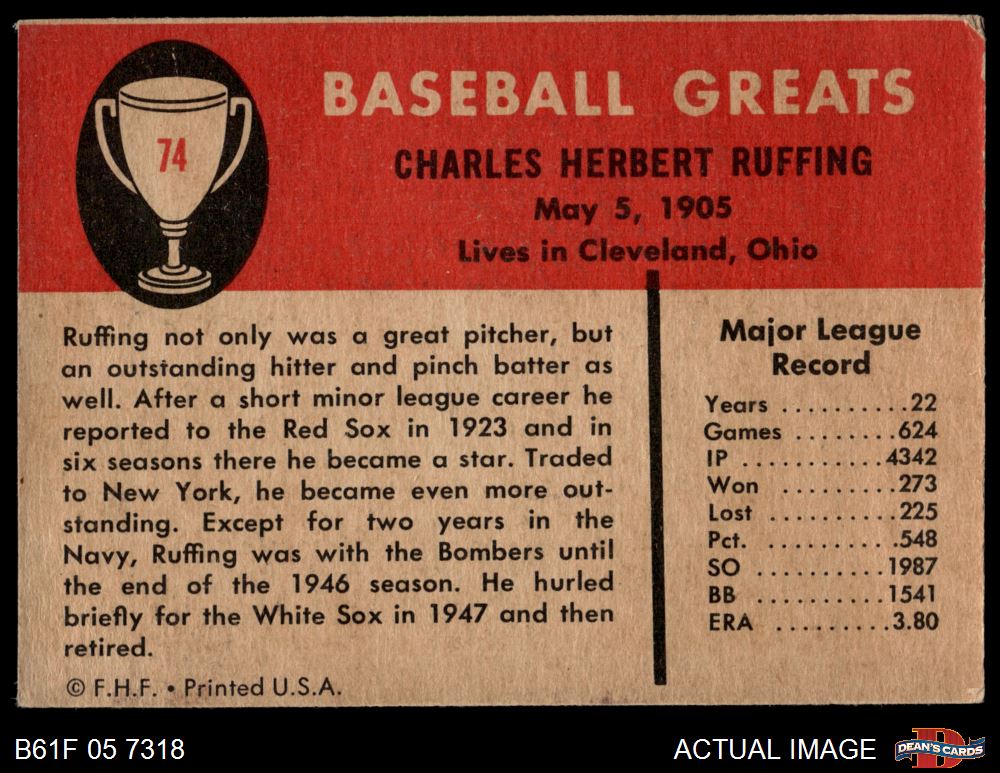 74
BASEBALL GREATS
CHARLES HERBERT RUFFING
May 5, 1905
Lives in Cleveland, Ohio
Ruffing not only was a great pitcher, but
an outstanding hitter and pinch batter as
well. After a short minor league career he
reported to the Red Sox in 1923 and in
six seasons there he became a star. Traded
to New York, he became even more out-
standing. Except for two years in the
Navy, Ruffing was with the Bombers until
the end of the 1946 season. He hurled
briefly for the White Sox in 1947 and then
retired.
© F.H.F. • Printed U.S.A.
Major League
Record
Years ..........22
Games ........624
IP ...........4342
Won .........273
Lost ..........225
Pct. ..........548
SO ..........1987
BB ..........1541
ERA .........3.80
B61F 05 7318
ACTUAL IMAGE
D
DEAN'S CARDS